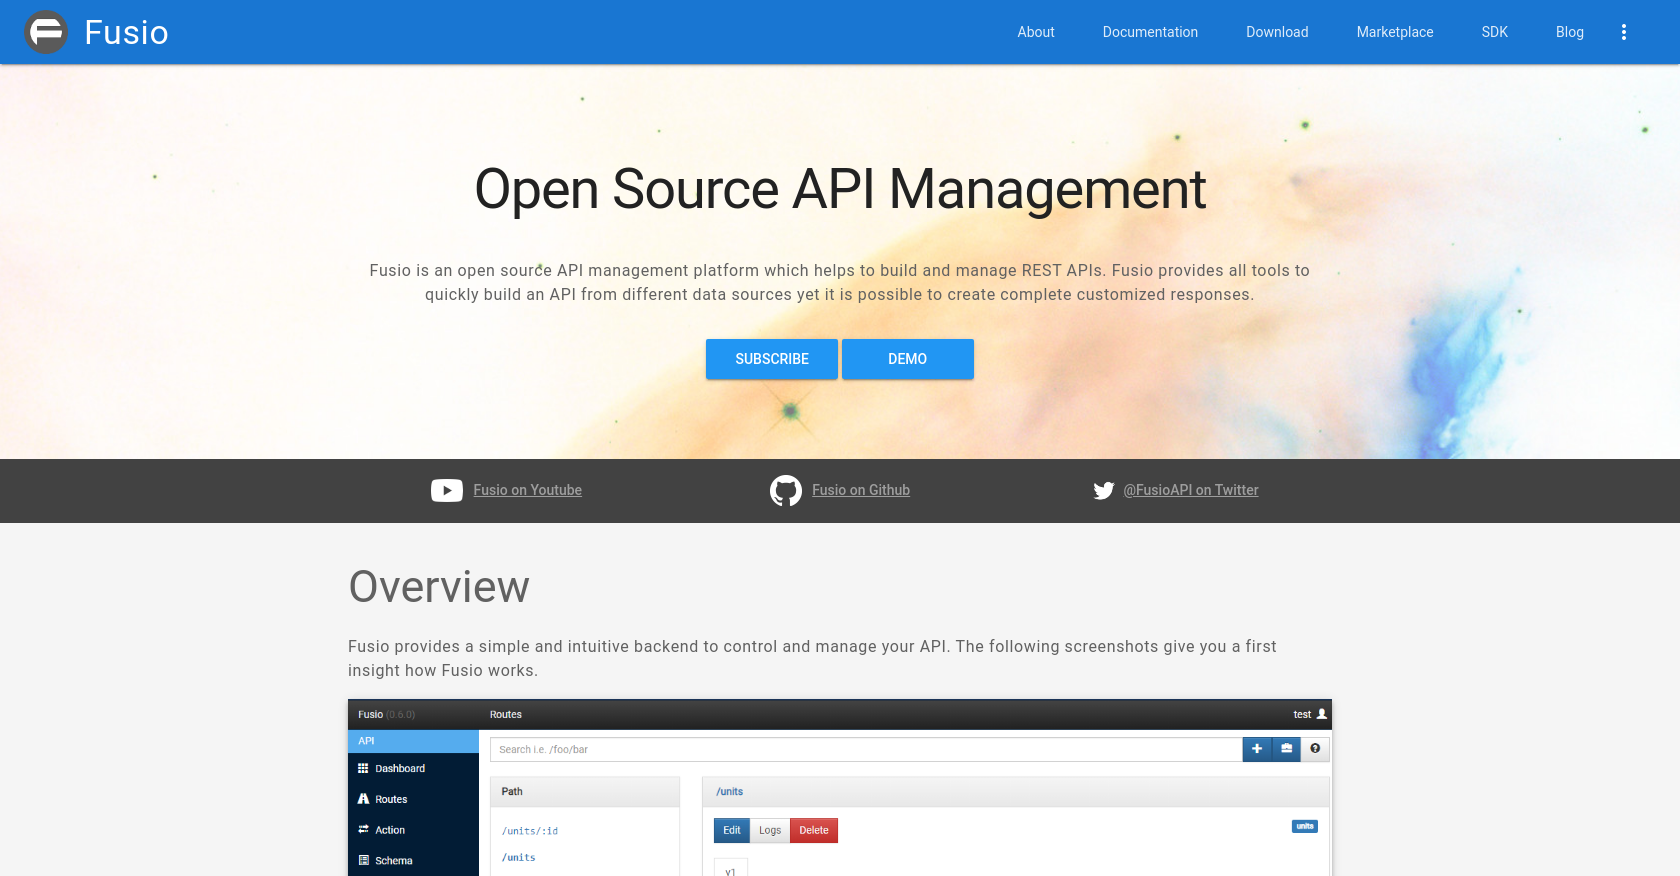 Fusio
About
Documentation
Download
Marketplace
SDK
Blog
Open Source API Management
Fusio is an open source API management platform which helps to build and manage REST APIs. Fusio provides all tools to
quickly build an API from different data sources yet it is possible to create complete customized responses.
SUBSCRIBE
DEMO
Fusio on Youtube
Fusio on Github
@FusioAPI on Twitter
Overview
Fusio provides a simple and intuitive backend to control and manage your API. The following screenshots give you a first
insight how Fusio works.
Fusio (0.6.0)
Routes
test
API
Search i.e. /foo/bar
Dashboard
Routes
Action
Schema
Path
/units/:id
/units
/units
Edit
Logs
Delete
units
v1